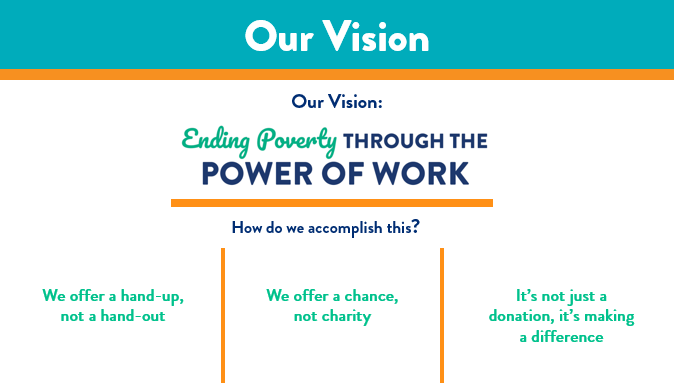 Our Vision
Our Vision:
Ending Poverty THROUGH THE
POWER OF WORK
How do we accomplish this?
We offer a hand-up,
not a hand-out
We offer a chance,
not charity
It's not just a
donation, it's making
a difference